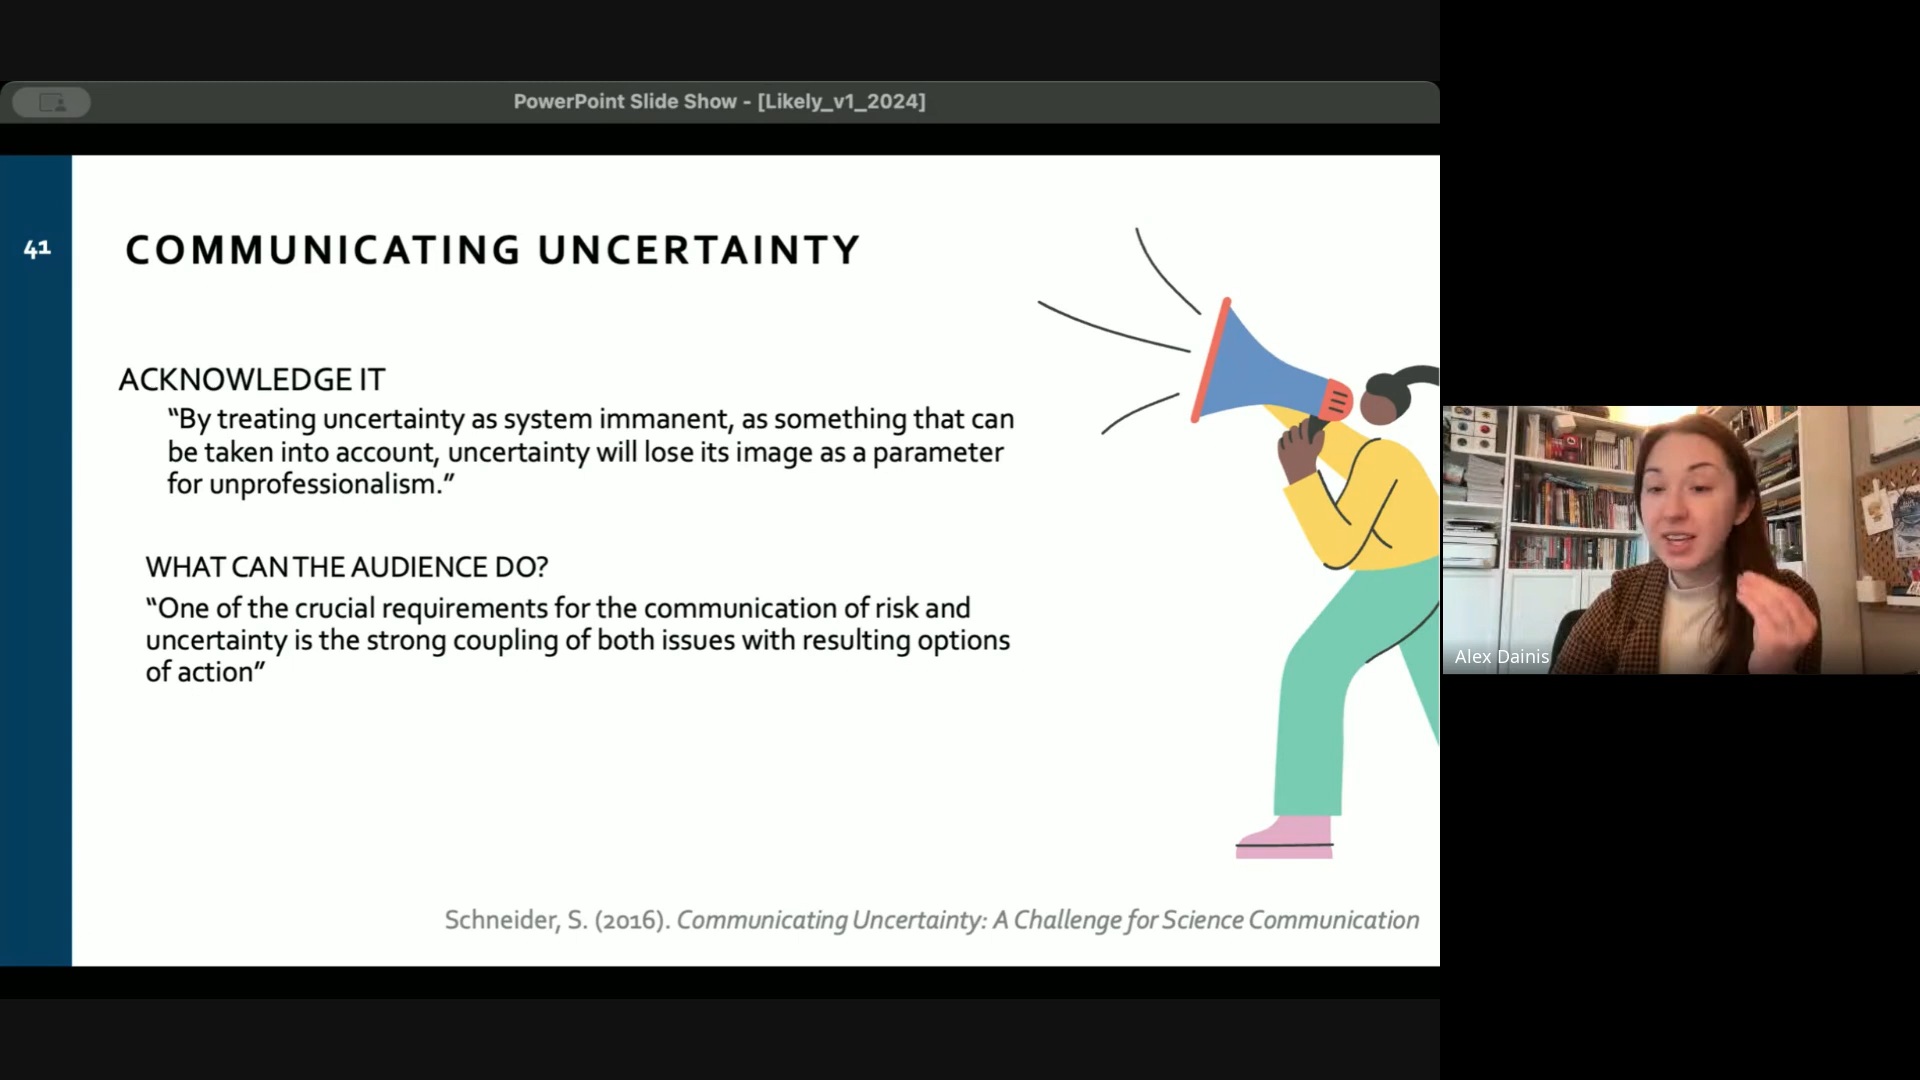 PowerPoint Slide Show - [Likely_v1_2024]
41
COMMUNICATING UNCERTAINTY
ACKNOWLEDGE IT
“By treating uncertainty as system immanent, as something that can
be taken into account, uncertainty will lose its image as a parameter
for unprofessionalism.”
WHAT CAN THE AUDIENCE DO?
“One of the crucial requirements for the communication of risk and
uncertainty is the strong coupling of both issues with resulting options
of action”
Schneider, S. (2016). Communicating Uncertainty: A Challenge for Science Communication
Alex Dainis